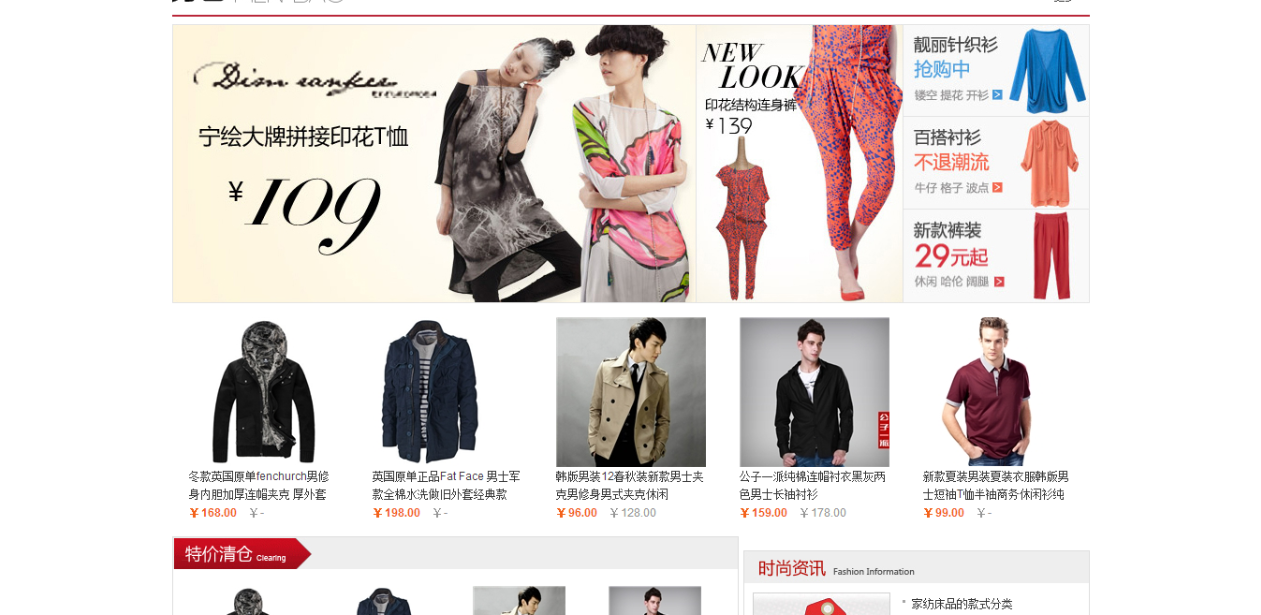 宁绘大牌拼接印花T恤
¥109
NEW
LOOK
印花结构连身裤
¥139
靓丽针织衫
抢购中
镂空 提花 开衫
百搭衬衫
不退潮流
牛仔 格子 波点
新款裤装
29元起
休闲 哈伦 阔腿
公子一派
冬款英国原单fenchurch男修
身内胆加厚连帽夹克 厚外套
¥168.00 ¥-
英国原单正品Fat Face 男士军
款全棉水洗做旧外套经典款
¥198.00 ¥-
韩版男装12春秋装新款男士夹
克男修身男式夹克休闲
¥96.00 ¥128.00
公子一派纯棉连帽衬衣黑灰两
色男士长袖衬衫
¥159.00 ¥178.00
新款夏装男装夏装衣服韩版男
士短袖T恤半袖商务休闲衫纯
¥99.00 ¥-
特价清仓 Clearing
时尚资讯 Fashion Information
家纺床品的款式分类